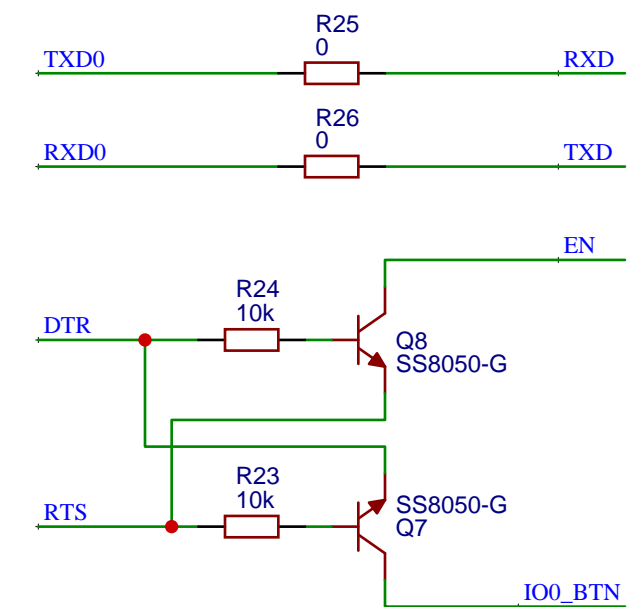 R25
0
TXD0
RXD
R26
0
RXD0
TXD
EN
R24
10k
DTR
Q8
SS8050-G
R23
10k
RTS
SS8050-G
Q7
IO0_BTN